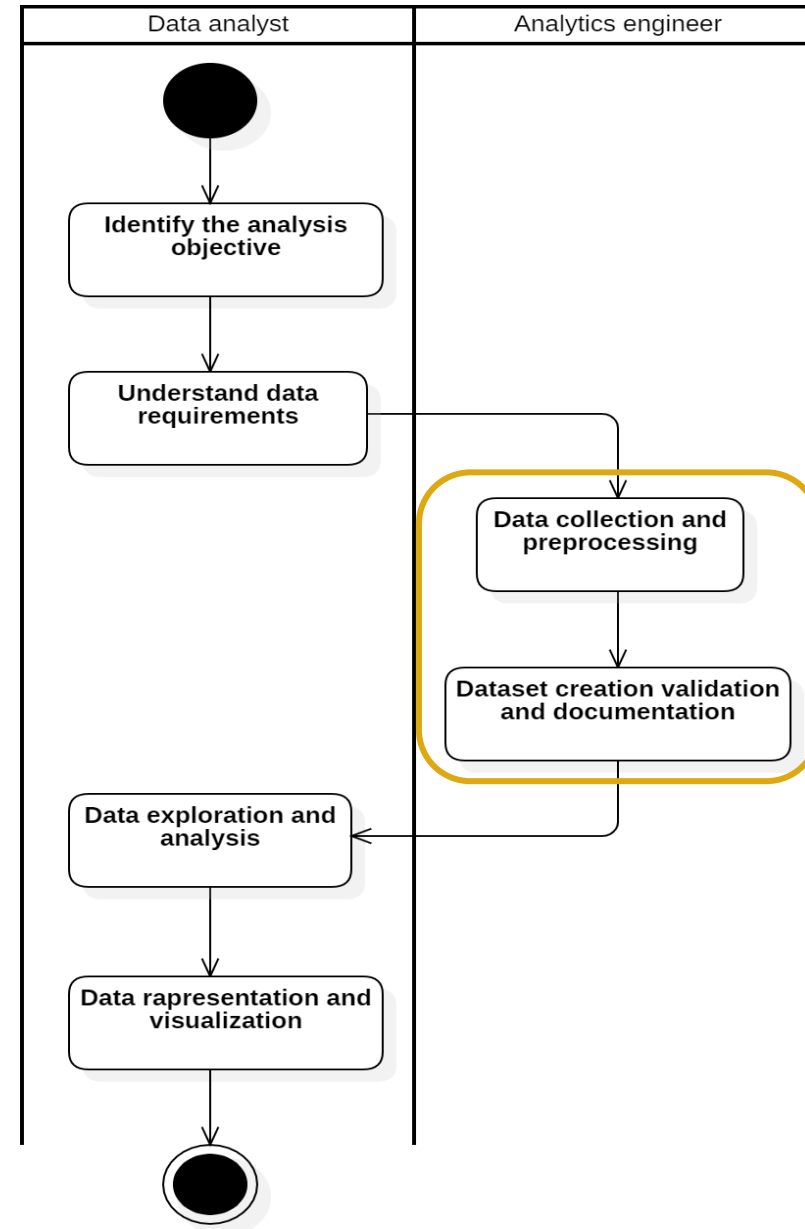 Data analyst
Analytics engineer
Identify the analysis
objective
Understand data
requirements
Data collection and
preprocessing
Dataset creation validation
and documentation
Data exploration and
analysis
Data rapresentation and
visualization